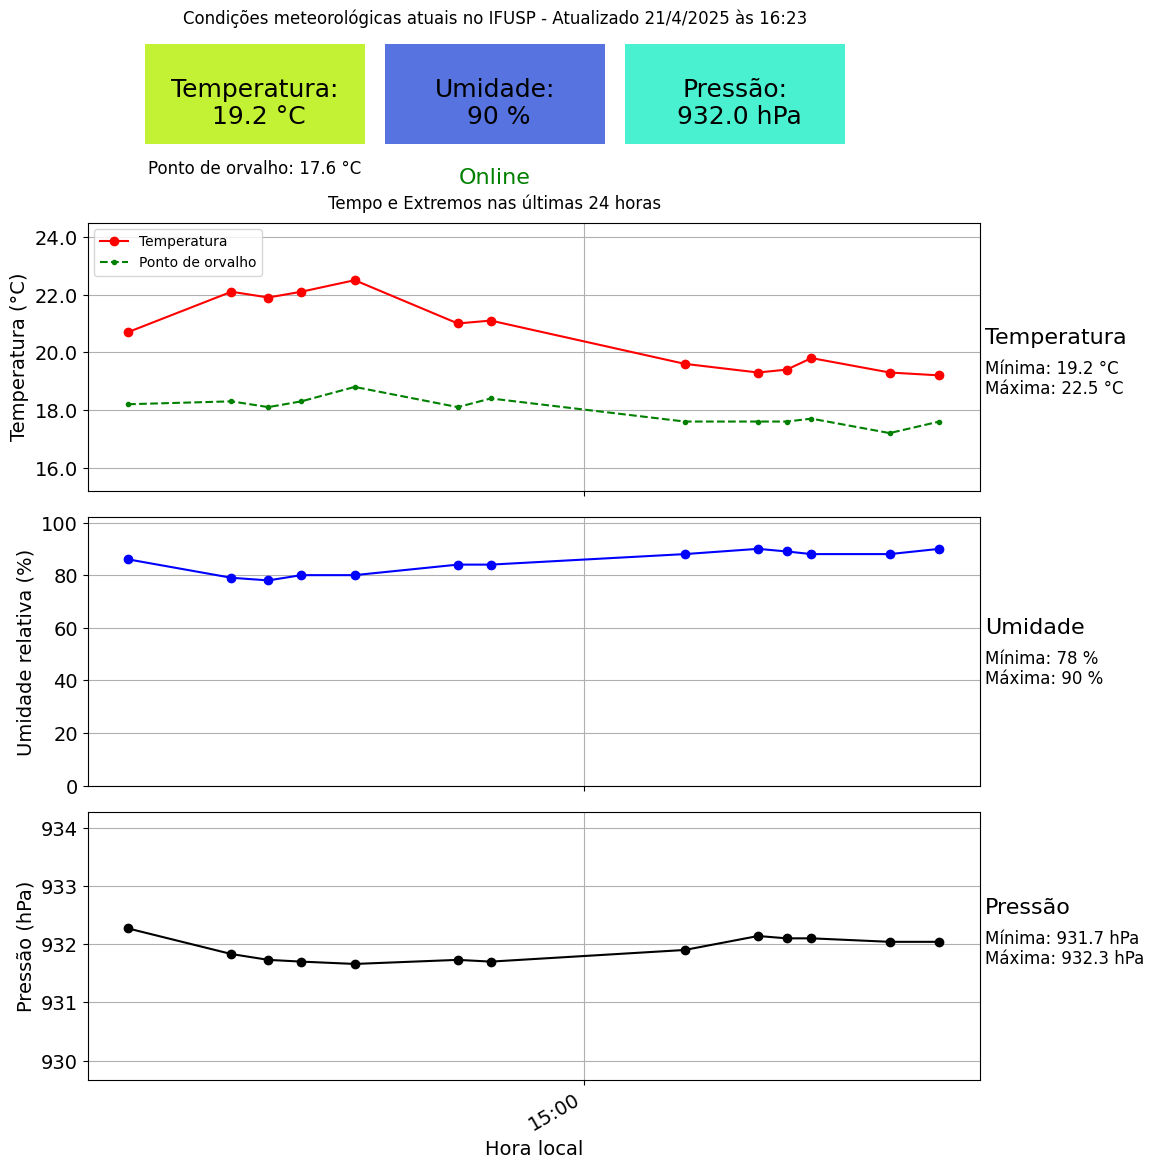 Condições meteorológicas atuais no IFUSP - Atualizado 21/4/2025 às 16:23
Temperatura:
19.2 °C
Umidade:
90 %
Pressão:
932.0 hPa
Ponto de orvalho: 17.6 °C
Online
Tempo e Extremos nas últimas 24 horas
Temperatura (°C)
24.0
22.0
20.0
18.0
16.0
Temperatura
Ponto de orvalho
Temperatura
Mínima: 19.2 °C
Máxima: 22.5 °C
Umidade relativa (%)
100
80
60
40
20
0
Umidade
Mínima: 78 %
Máxima: 90 %
Pressão (hPa)
934
933
932
931
930
Pressão
Mínima: 931.7 hPa
Máxima: 932.3 hPa
15:00
Hora local